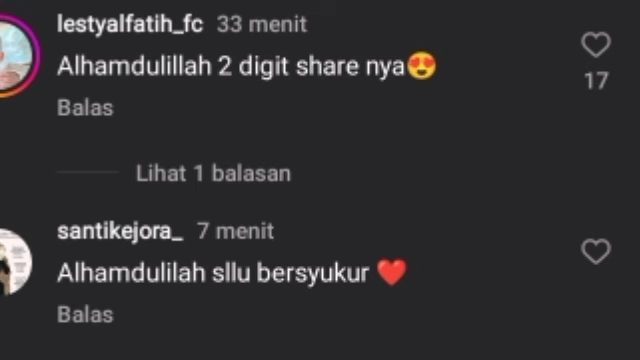 lestyalfatih_fc 33 menit
Alhamdulillah 2 digit share nya😍
17
Balas
Lihat 1 balasan
santikejora_ 7 menit
Alhamdulilah sllu bersyukur ❤️
Balas